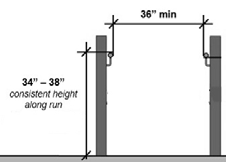 36” min
34” – 38”
consistent height
along run